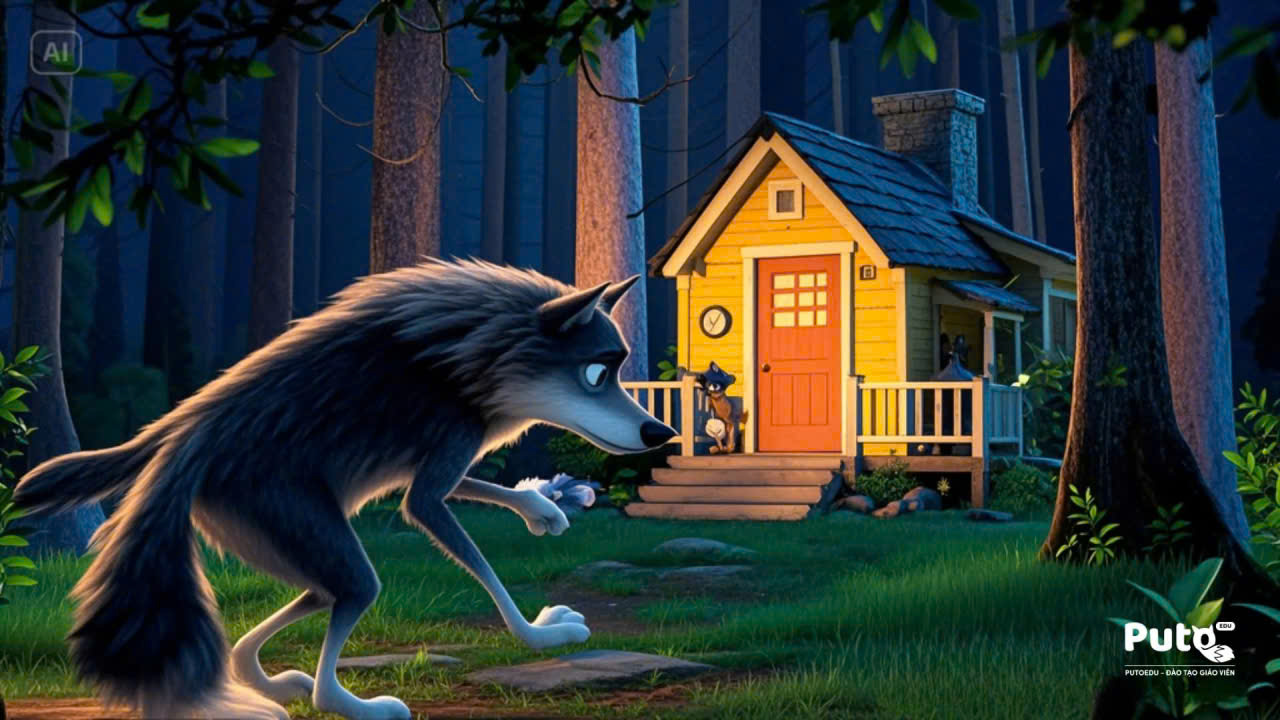 AI
Puto
EDU
PUTOEDU – ĐÀO TẠO GIÁO VIÊN